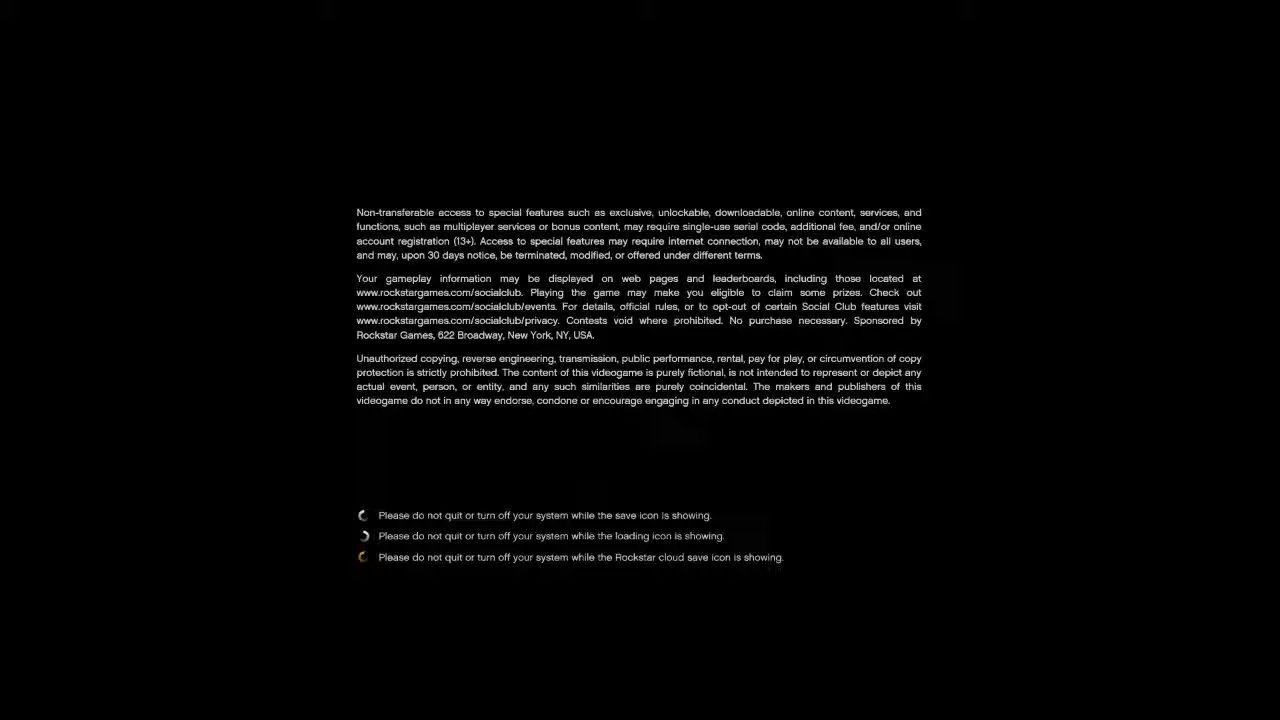 Non-transferable access to special features such as exclusive, unlockable, downloadable, online content, services, and
functions, such as multiplayer services or bonus content, may require single-use serial code, additional fee, and/or online
account registration (13+). Access to special features may require internet connection, may not be available to all users,
and may, upon 30 days notice, be terminated, modified, or offered under different terms.
Your gameplay information may be displayed on web pages and leaderboards, including those located at
www.rockstargames.com/socialclub. Playing the game may make you eligible to claim some prizes. Check out
www.rockstargames.com/socialclub/events. For details, official rules, or to opt-out of certain Social Club features visit
www.rockstargames.com/socialclub/privacy. Contests void where prohibited. No purchase necessary. Sponsored by
Rockstar Games, 622 Broadway, New York, NY, USA.
Unauthorized copying, reverse engineering, transmission, public performance, rental, pay for play, or circumvention of copy
protection is strictly prohibited. The content of this videogame is purely fictional, is not intended to represent or depict any
actual event, person, or entity, and any such similarities are purely coincidental. The makers and publishers of this
videogame do not in any way endorse, condone or encourage engaging in any conduct depicted in this videogame.
Please do not quit or turn off your system while the save icon is showing.
Please do not quit or turn off your system while the loading icon is showing.
Please do not quit or turn off your system while the Rockstar cloud save icon is showing.